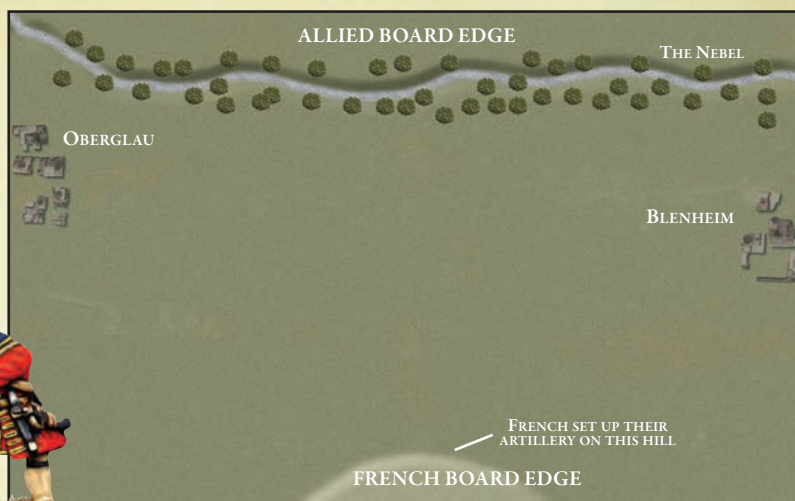 ALLIED BOARD EDGE
THE NEBEL
OBERGLAU
BLENHEIM
FRENCH SET UP THEIR
ARTILLERY ON THIS HILL
FRENCH BOARD EDGE